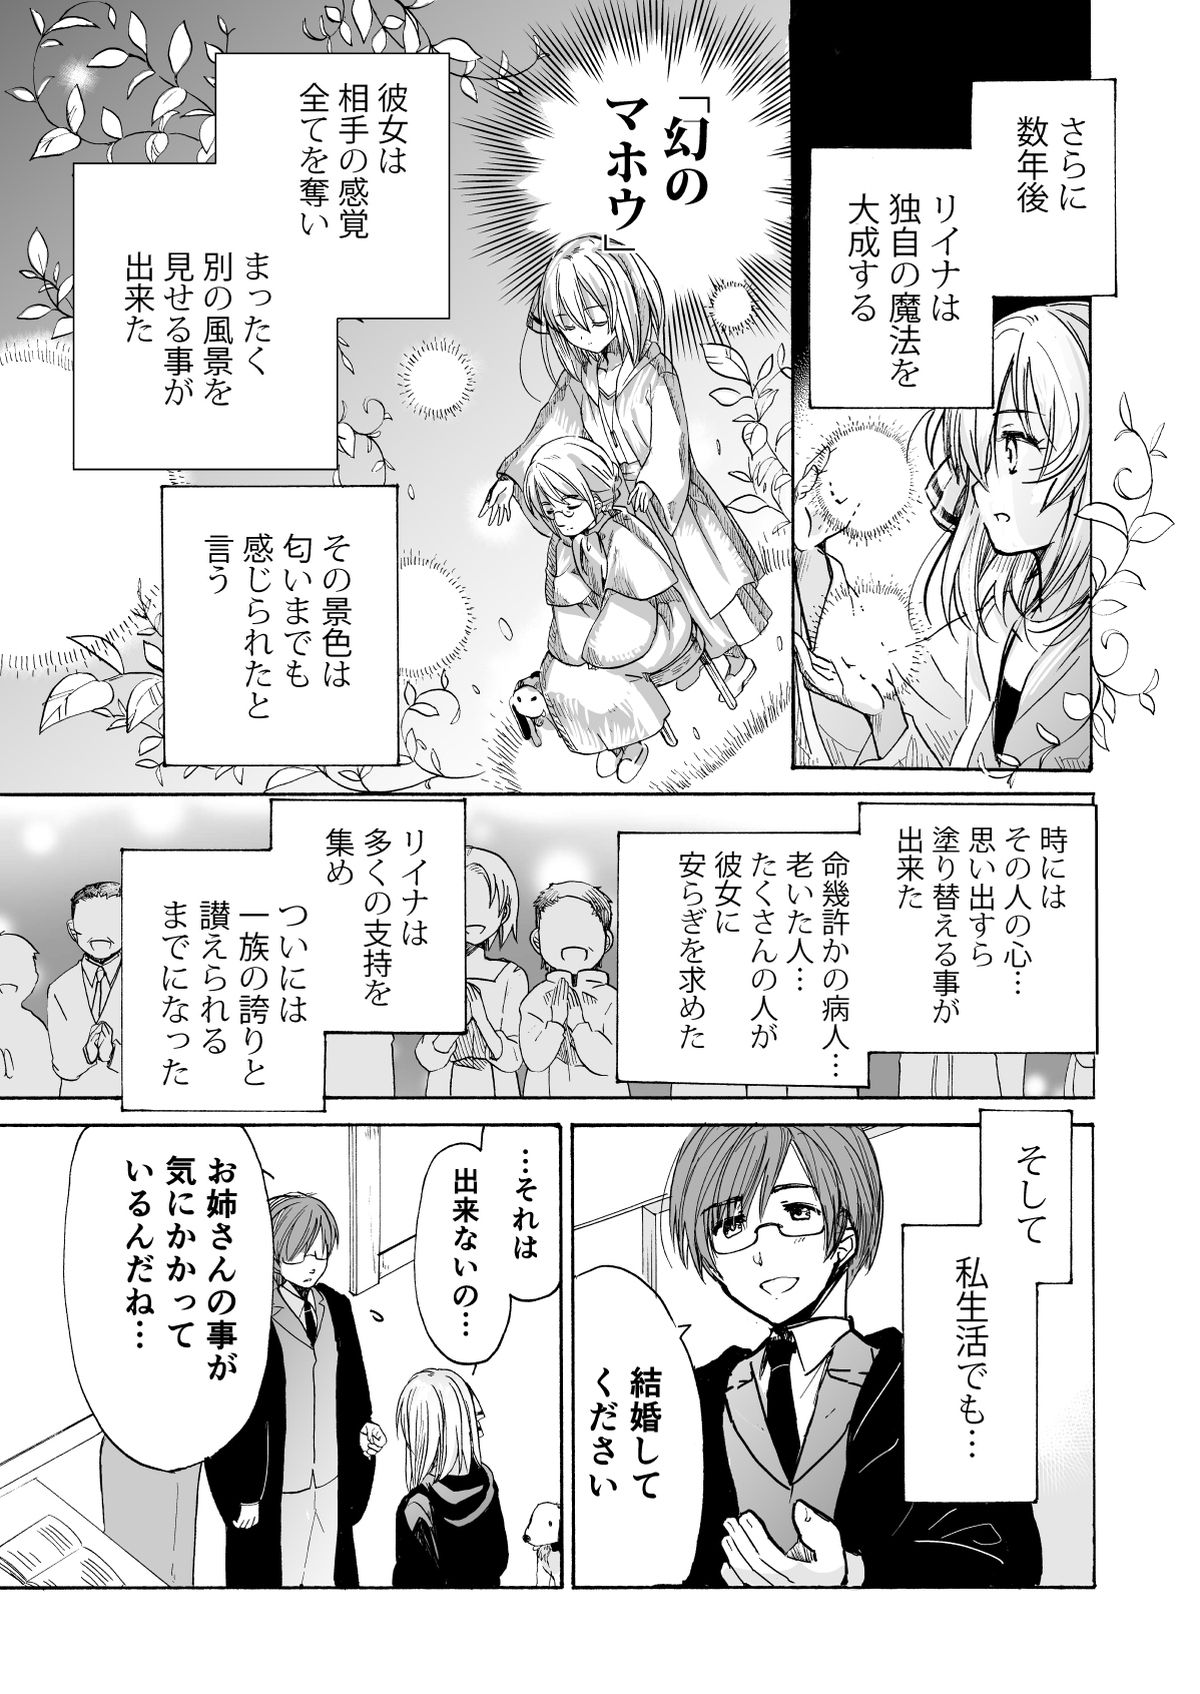 さらに
数年後
リイナは
独自の魔法を
大成する
「幻の
マホウ」
彼女は
相手の感覚
全てを奪い
まったく
別の風景を
見せる事が
出来た
その景色は
匂いまでも
感じられたと
言う
時には
その人の心…
思い出すら
塗り替える事が
出来た
命幾許かの病人…
老いた人…
たくさんの人が
彼女に
安らぎを求めた
リイナは
多くの支持を
集め
ついには
一族の誇りと
讃えられる
までになった
そして
私生活でも…
結婚して
ください
…それは
出来ないの…
お姉さんの事が
気にかかって
いるんだね…